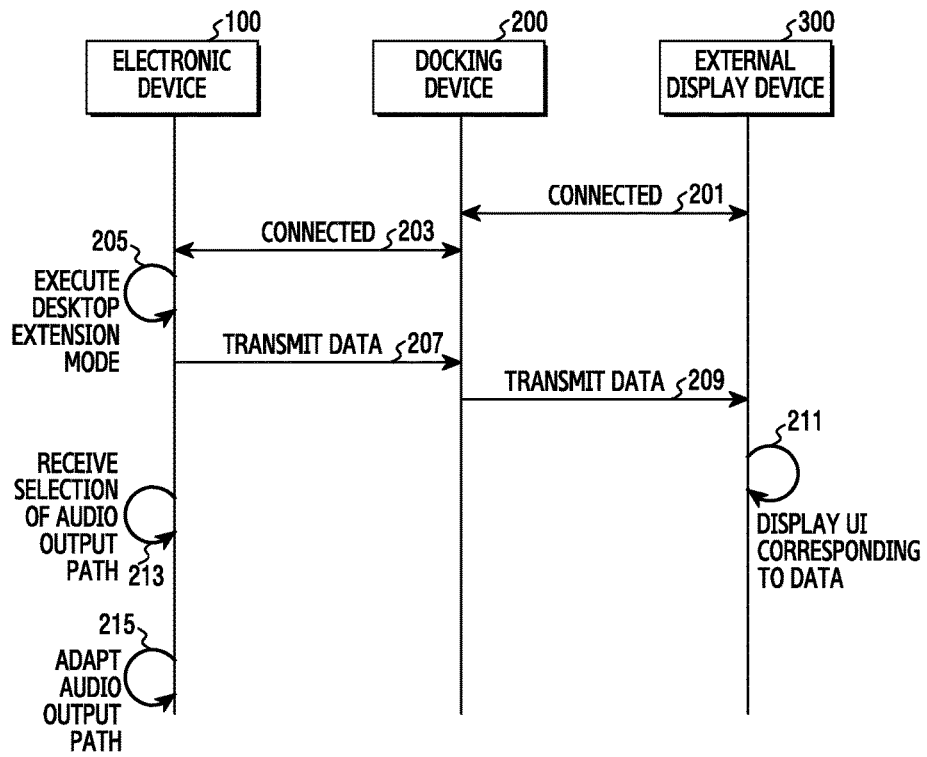 100
200
300
ELECTRONIC
DEVICE
DOCKING
DEVICE
EXTERNAL
DISPLAY DEVICE
CONNECTED
201
CONNECTED
203
205
EXECUTE
DESKTOP
EXTENSION
MODE
TRANSMIT DATA
207
TRANSMIT DATA
209
211
DISPLAY UI
CORRESPONDING
TO DATA
RECEIVE
SELECTION
OF AUDIO
OUTPUT
PATH
213
215
ADAPT
AUDIO
OUTPUT
PATH